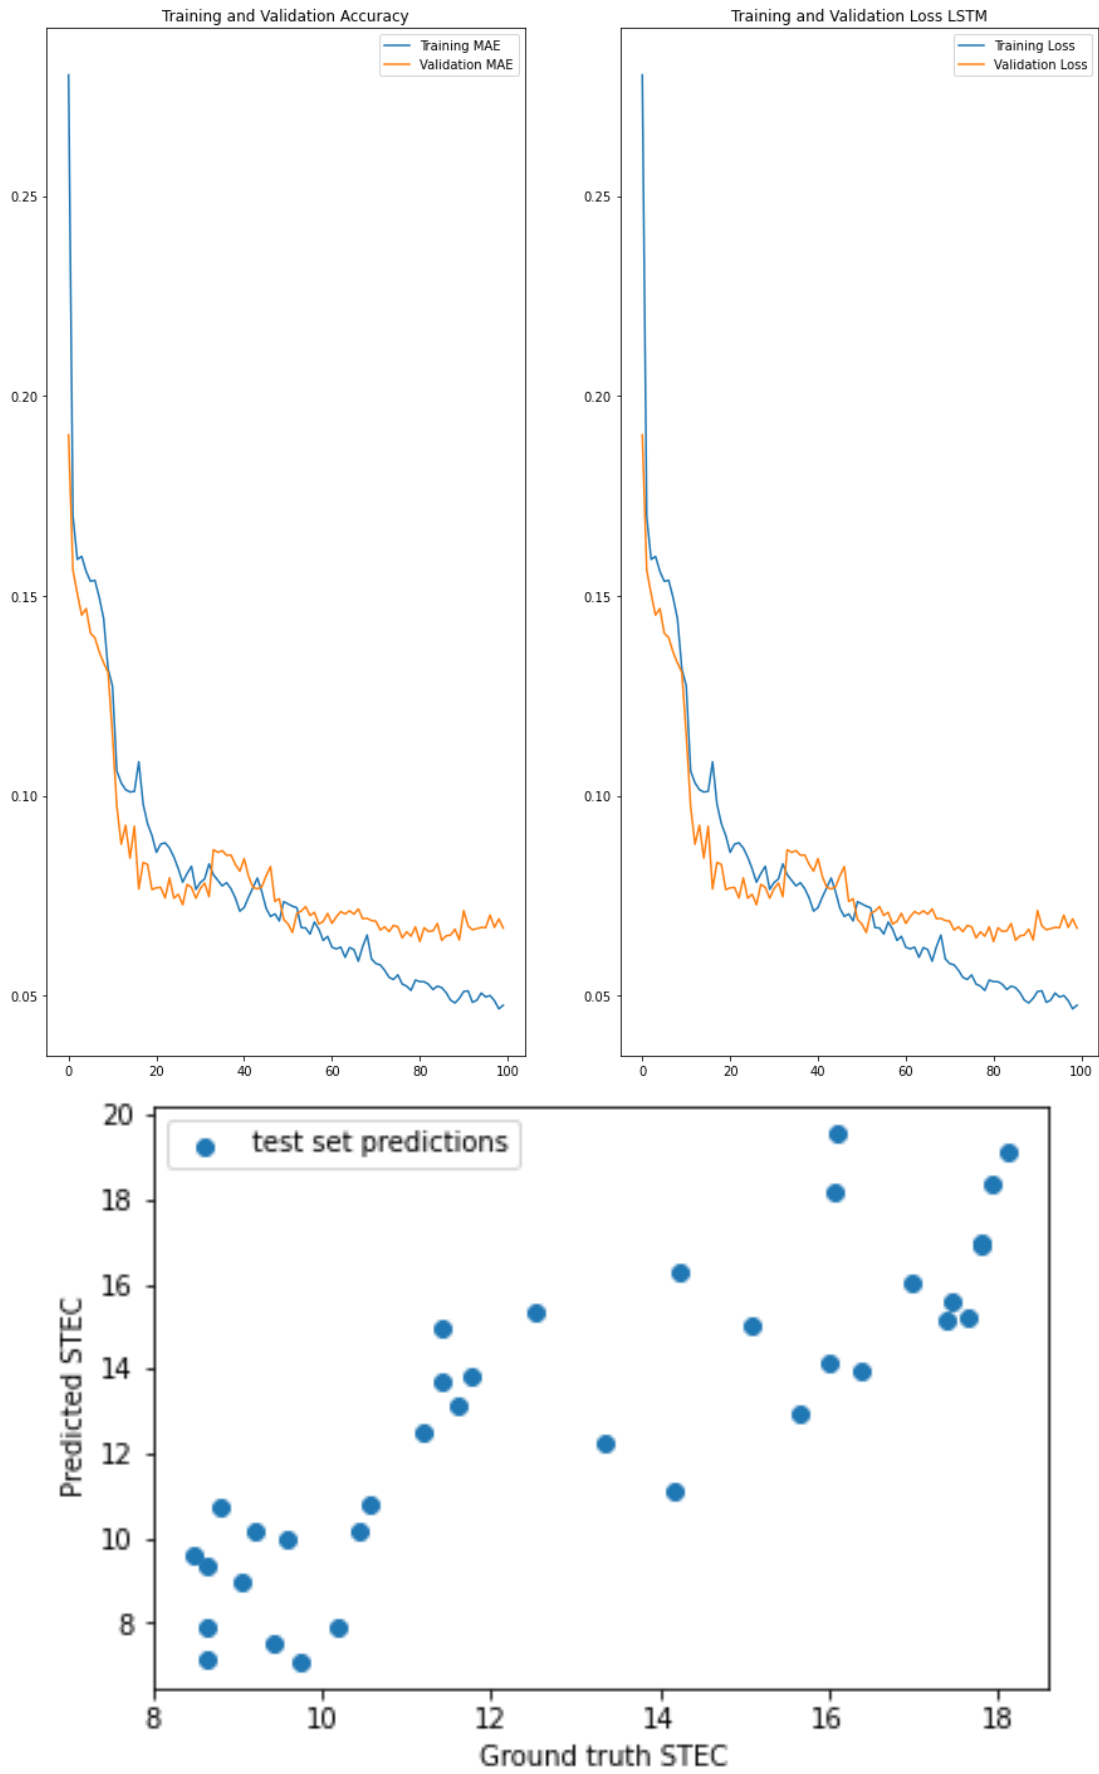 Training and Validation Accuracy
Training MAE
Validation MAE
0.25
0.20
0.15
0.10
0.05
0 20 40 60 80 100
Training and Validation Loss LSTM
Training Loss
Validation Loss
0.25
0.20
0.15
0.10
0.05
0 20 40 60 80 100
test set predictions
Predicted STEC
20
18
16
14
12
10
8
8 10 12 14 16 18
Ground truth STEC